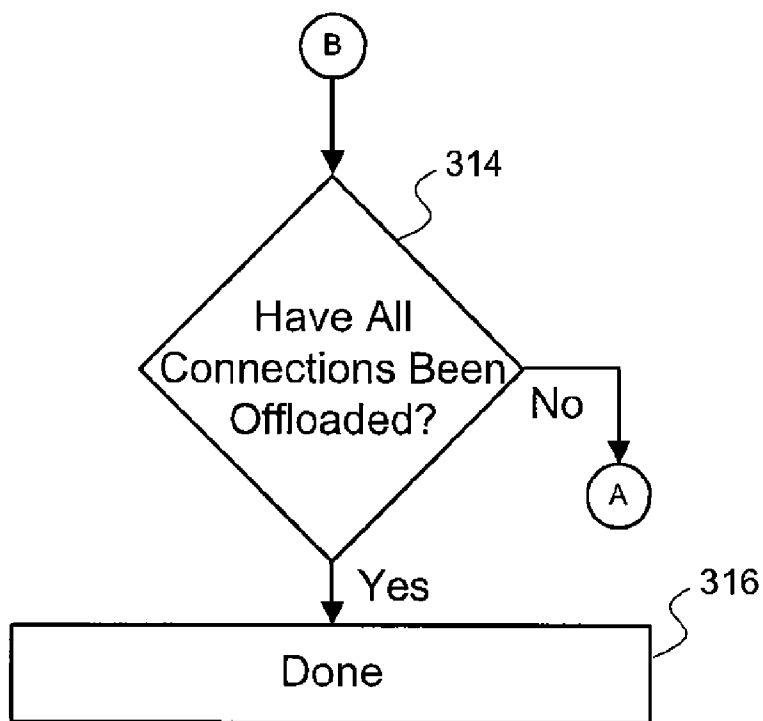 B
314
Have All
Connections Been
Offloaded?
No
A
Yes
316
Done